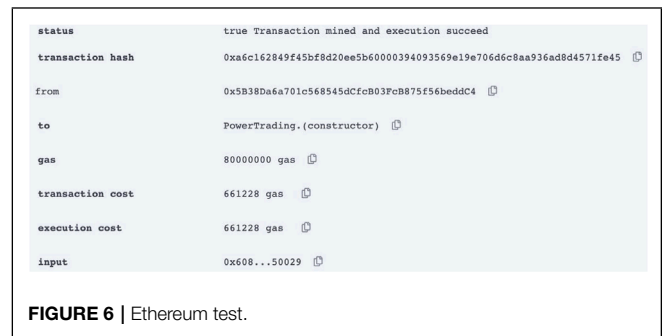 status true Transaction mined and execution succeed
transaction hash 0xa6c162849f45bf8d20ee5b60000394093569e19e706d6c8aa936ad8d4571fe45
from 0x5B38Da6a701c568545dCfcB03FcB875f56beddC4
to PowerTrading.(constructor)
gas 80000000 gas
transaction cost 661228 gas
execution cost 661228 gas
input 0x608...50029
FIGURE 6 | Ethereum test.